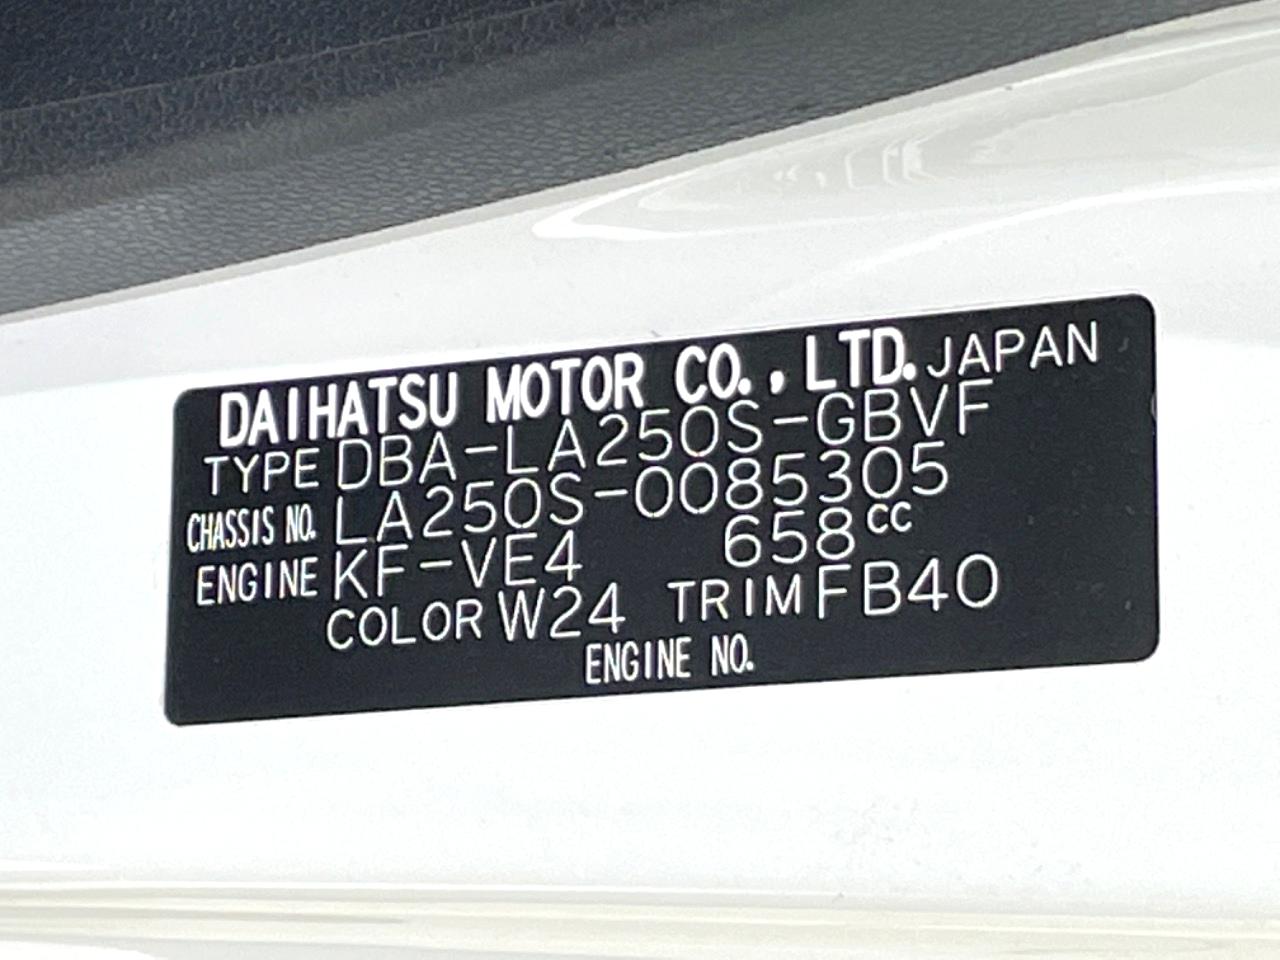 DAIHATSU MOTOR CO., LTD. JAPAN
TYPE DBA-LA250S-GBVF
CHASSIS NO. LA250S-0085305
ENGINE KF-VE4 658cc
COLOR W24 TRIM FB40
ENGINE NO.